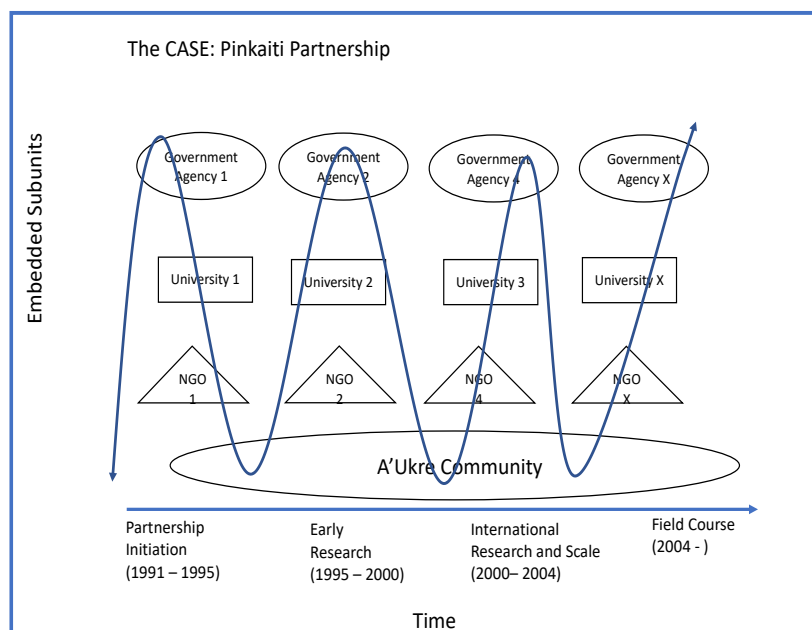 The CASE: Pinkaiti Partnership
Embedded Subunits
Government
Agency 1
Government
Agency 2
Government
Agency 4
Government
Agency X
University 1
University 2
University 3
University X
NGO
1
NGO
2
NGO
4
NGO
X
A'Ukre Community
Partnership
Initiation
(1991 – 1995)
Early
Research
(1995 – 2000)
International
Research and Scale
(2000– 2004)
Field Course
(2004 - )
Time